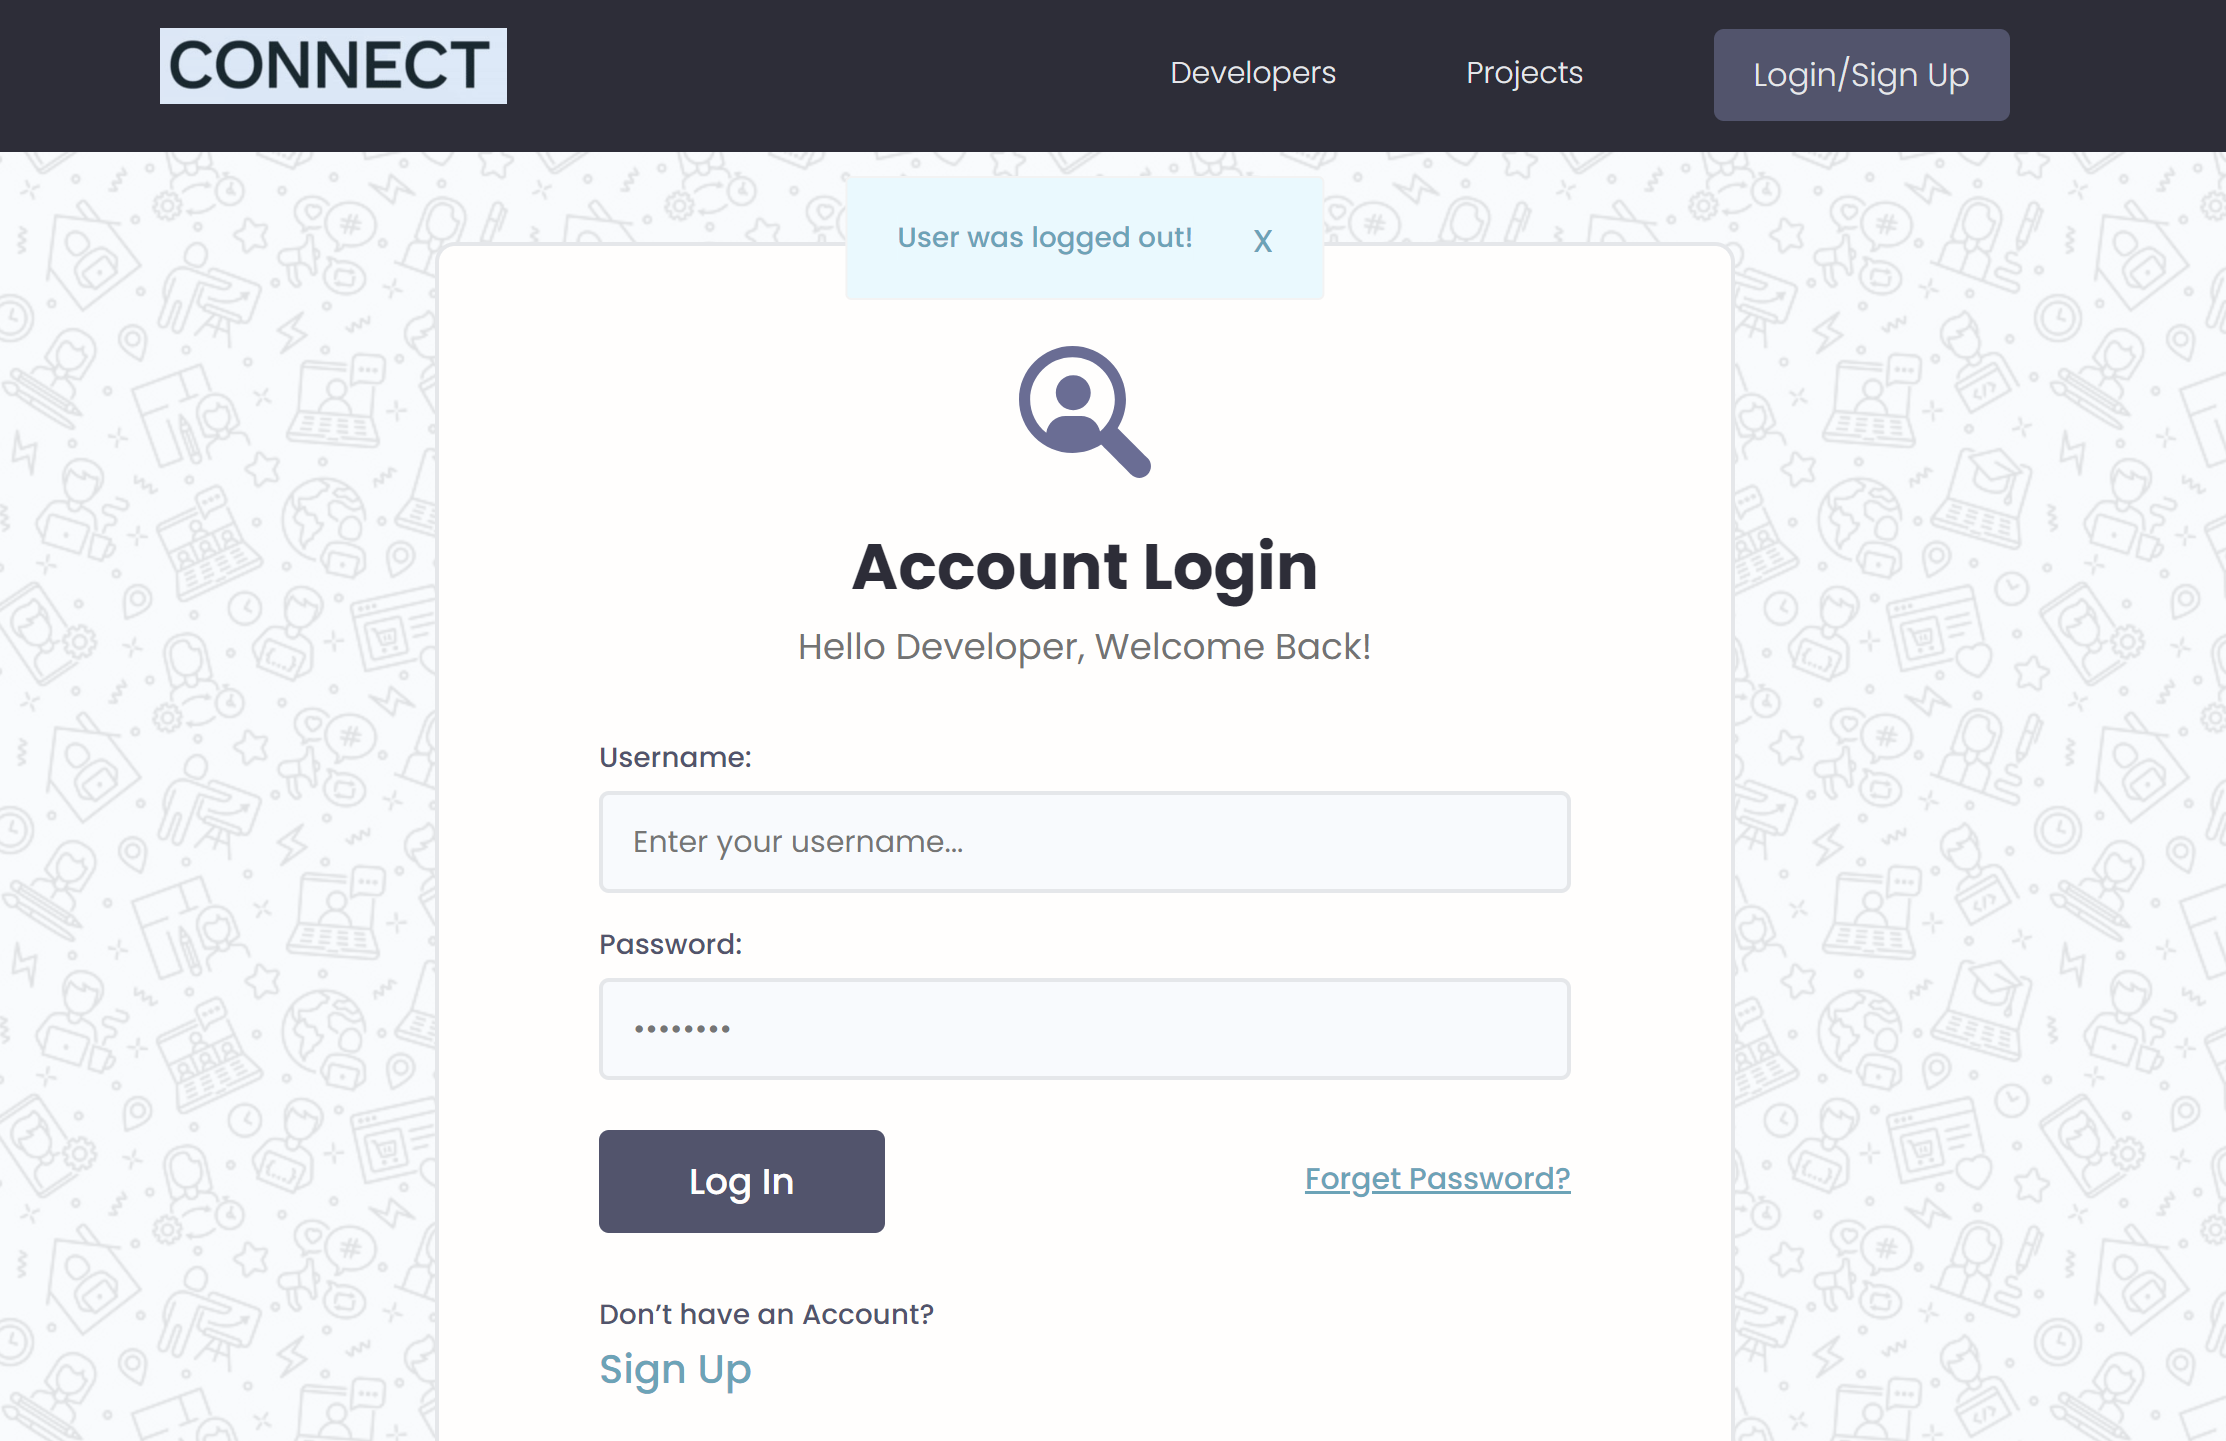 CONNECT
Developers
Projects
Login/Sign Up
User was logged out!
x
Account Login
Hello Developer, Welcome Back!
Username:
Enter your username...
Password:
••••••••
Log In
Forget Password?
Don’t have an Account?
Sign Up